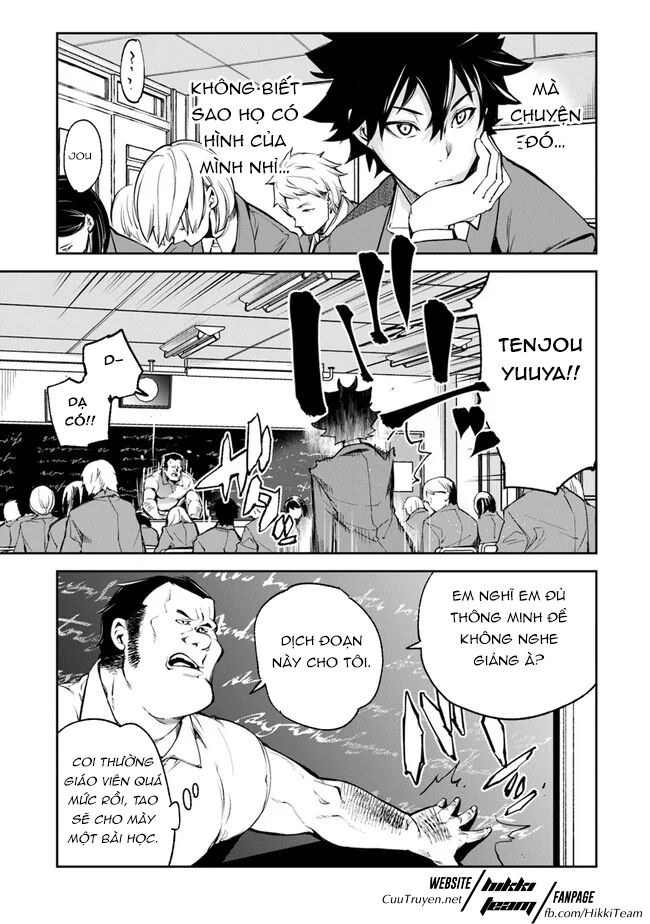 MÀ
CHUYỆN
ĐÓ...
KHÔNG BIẾT
SAO HỌ CÓ
HÌNH CỦA
MÌNH NHỈ...
...?
JOU
TENJOU
YUUYA!!
D-
DẠ
CÓ!!
EM NGHĨ EM ĐỦ
THÔNG MINH ĐỂ
KHÔNG NGHE
GIẢNG À?
DỊCH ĐOẠN
NÀY CHO TÔI.
COI THƯỜNG
GIÁO VIÊN QUÁ
MỨC RỒI, TAO
SẼ CHO MÀY
MỘT BÀI HỌC.
WEBSITE
CuuTruyen.net
HIKKI
TEAM
FANPAGE
fb.com/HikkiTeam